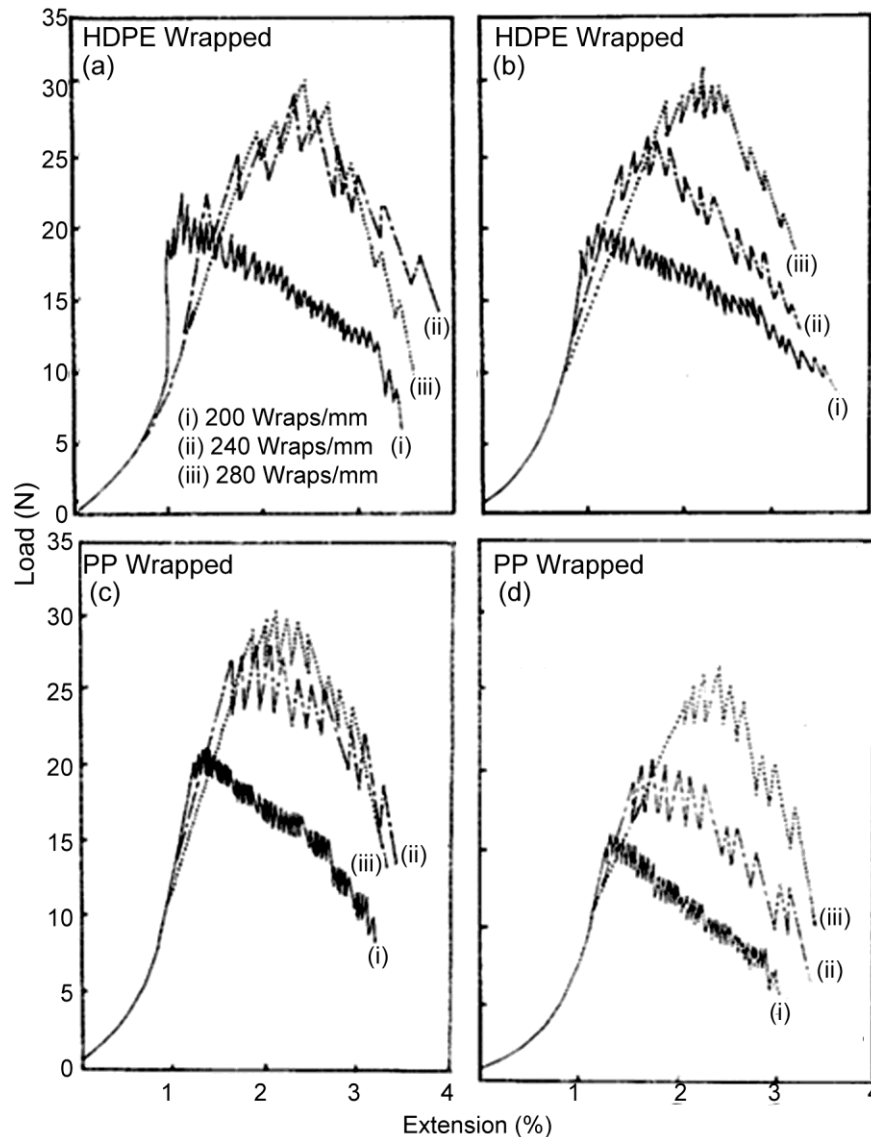 35
HDPE Wrapped
HDPE Wrapped
(a)
(b)
30
25
20
(iii)
15
(ii)
(ii)
10
(iii)
(i) 200 Wraps/mm
(i)
(ii) 240 Wraps/mm
(i)
5
(iii) 280 Wraps/mm
0
Load (N)
35
PP Wrapped
PP Wrapped
(c)
(d)
30
25
20
15
(iii)
(ii)
10
(iii)
(i)
(ii)
5
(i)
0
1
2
3
4
1
2
3
4
Extension (%)